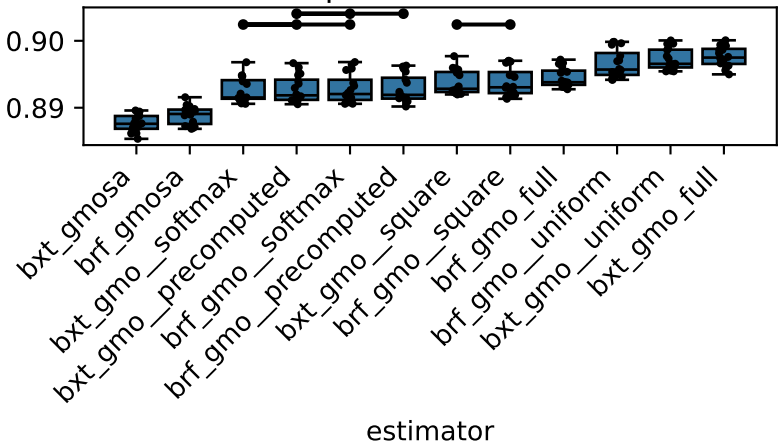 0.90
0.89
bxt_gmosa
brf_gmosa
bxt_gmo__softmax
bxt_gmo__precomputed
brf_gmo__softmax
brf_gmo__precomputed
bxt_gmo__square
brf_gmo__square
brf_gmo_full
brf_gmo__uniform
bxt_gmo__uniform
bxt_gmo_full
estimator